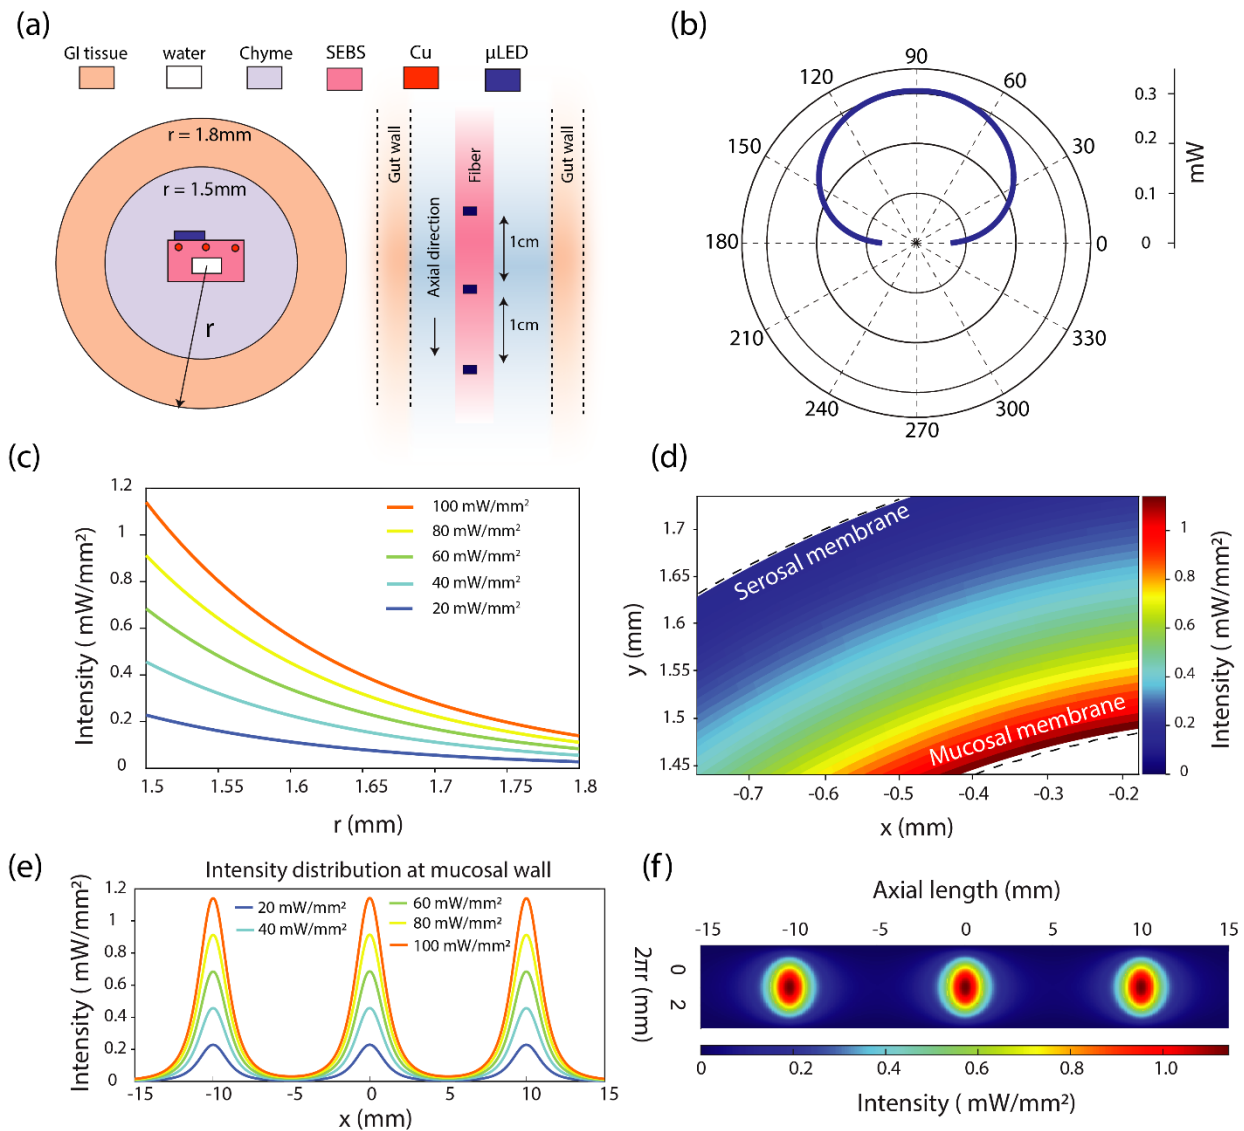 (a)
GI tissue water Chyme SEBS Cu μLED
r = 1.8mm
r = 1.5mm
r
Gut wall
Axial direction
Fiber
Gut wall
1cm
1cm
(b)
90
120 60
150 30
180 0
210 330
240 300
270
0.3
0.2
0.1
0
mW
(c)
1.2
1
0.8
0.6
0.4
0.2
0
Intensity ( mW/mm²)
100 mW/mm²
80 mW/mm²
60 mW/mm²
40 mW/mm²
20 mW/mm²
1.5 1.55 1.6 1.65 1.7 1.75 1.8
r (mm)
(d)
1.7
1.65
1.6
1.55
1.5
1.45
y (mm)
Serosal membrane
Mucosal membrane
-0.7 -0.6 -0.5 -0.4 -0.3 -0.2
x (mm)
1
0.8
0.6
0.4
0.2
0
Intensity ( mW/mm²)
(e)
Intensity distribution at mucosal wall
1.2
1.0
0.8
0.6
0.4
0.2
0
Intensity ( mW/mm²)
20 mW/mm²
40 mW/mm²
60 mW/mm²
80 mW/mm²
100 mW/mm²
-15 -10 -5 0 5 10 15
x (mm)
(f)
Axial length (mm)
-15 -10 -5 0 5 10 15
2πr (mm)
0
2
0 0.2 0.4 0.6 0.8 1.0
Intensity ( mW/mm²)